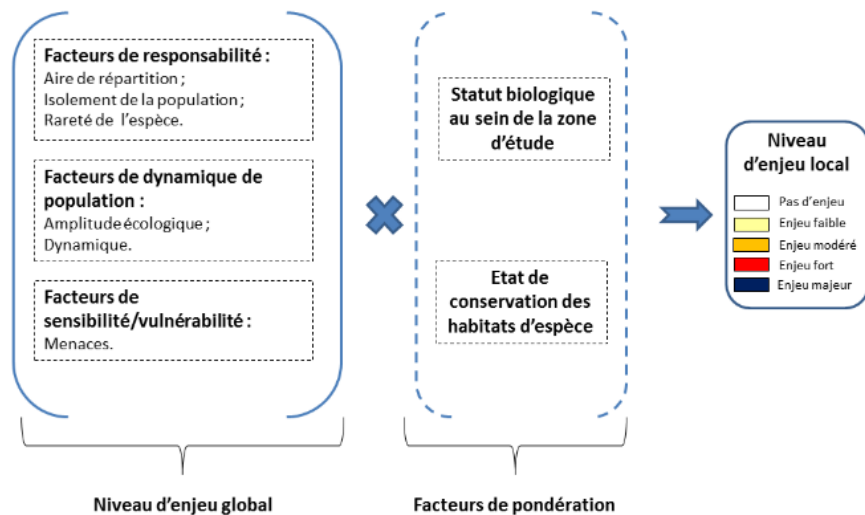 Facteurs de responsabilité :
Aire de répartition ;
Isolement de la population ;
Rareté de l'espèce.
Facteurs de dynamique de
population :
Amplitude écologique ;
Dynamique.
Facteurs de
sensibilité/vulnérabilité :
Menaces.
Niveau d'enjeu global
Statut biologique
au sein de la zone
d'étude
Etat de
conservation des
habitats d'espèce
Facteurs de pondération
Niveau
d'enjeu local
Pas d'enjeu
Enjeu faible
Enjeu modéré
Enjeu fort
Enjeu majeur